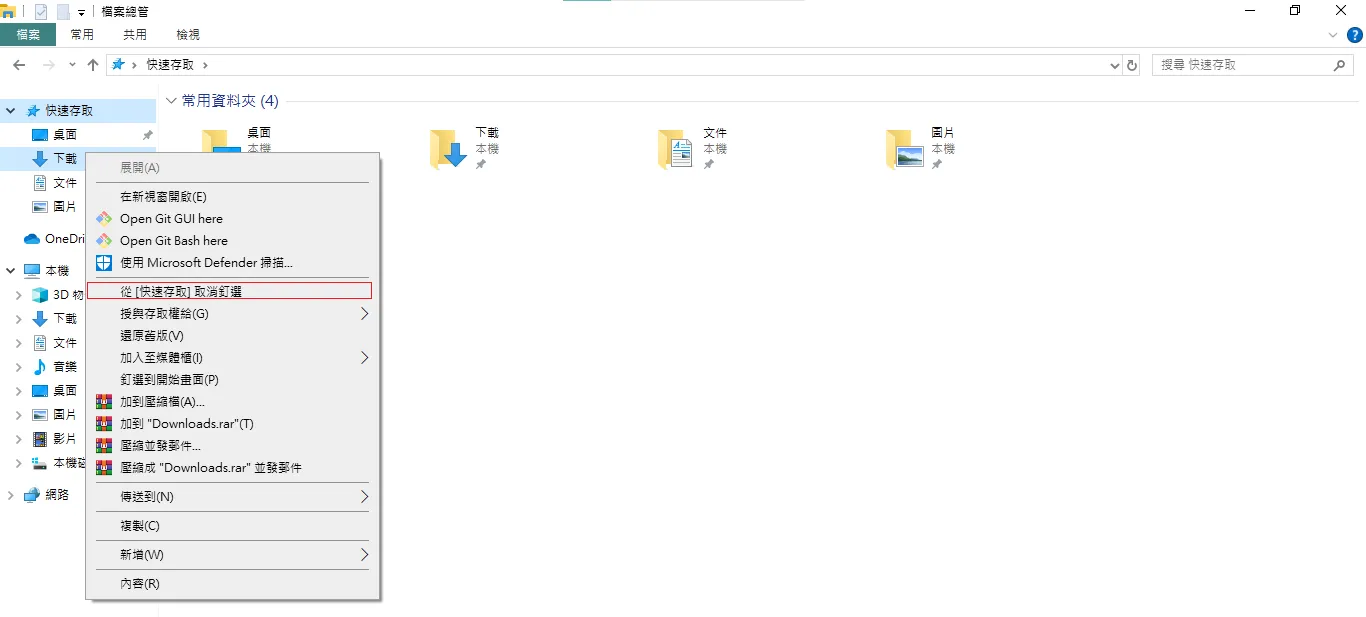 檔案總管
檔案 常用 共用 檢視
快速存取
搜尋 快速存取
快速存取
桌面
下載
文件
圖片
OneDri
本機
3D 物
下載
文件
音樂
桌面
圖片
影片
本機磁
網路
常用資料夾 (4)
桌面
本機
下載
本機
文件
本機
圖片
本機
展開(A)
在新視窗開啟(E)
Open Git GUI here
Open Git Bash here
使用 Microsoft Defender 掃描...
從 [快速存取] 取消釘選
授與存取權給(G)
還原舊版(V)
加入至媒體櫃(I)
釘選到開始畫面(P)
加到壓縮檔(A)...
加到 "Downloads.rar"(T)
壓縮並發郵件...
壓縮成 "Downloads.rar" 並發郵件
傳送到(N)
複製(C)
新增(W)
內容(R)